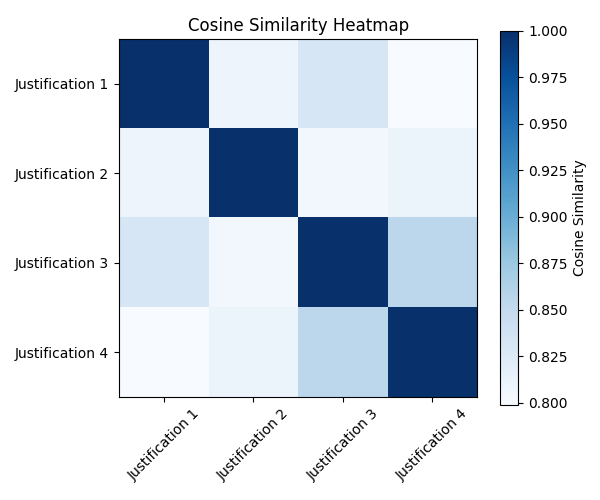 Cosine Similarity Heatmap
Justification 1
Justification 2
Justification 3
Justification 4
Justification 1
Justification 2
Justification 3
Justification 4
1.000
0.975
0.950
0.925
0.900
0.875
0.850
0.825
0.800
Cosine Similarity